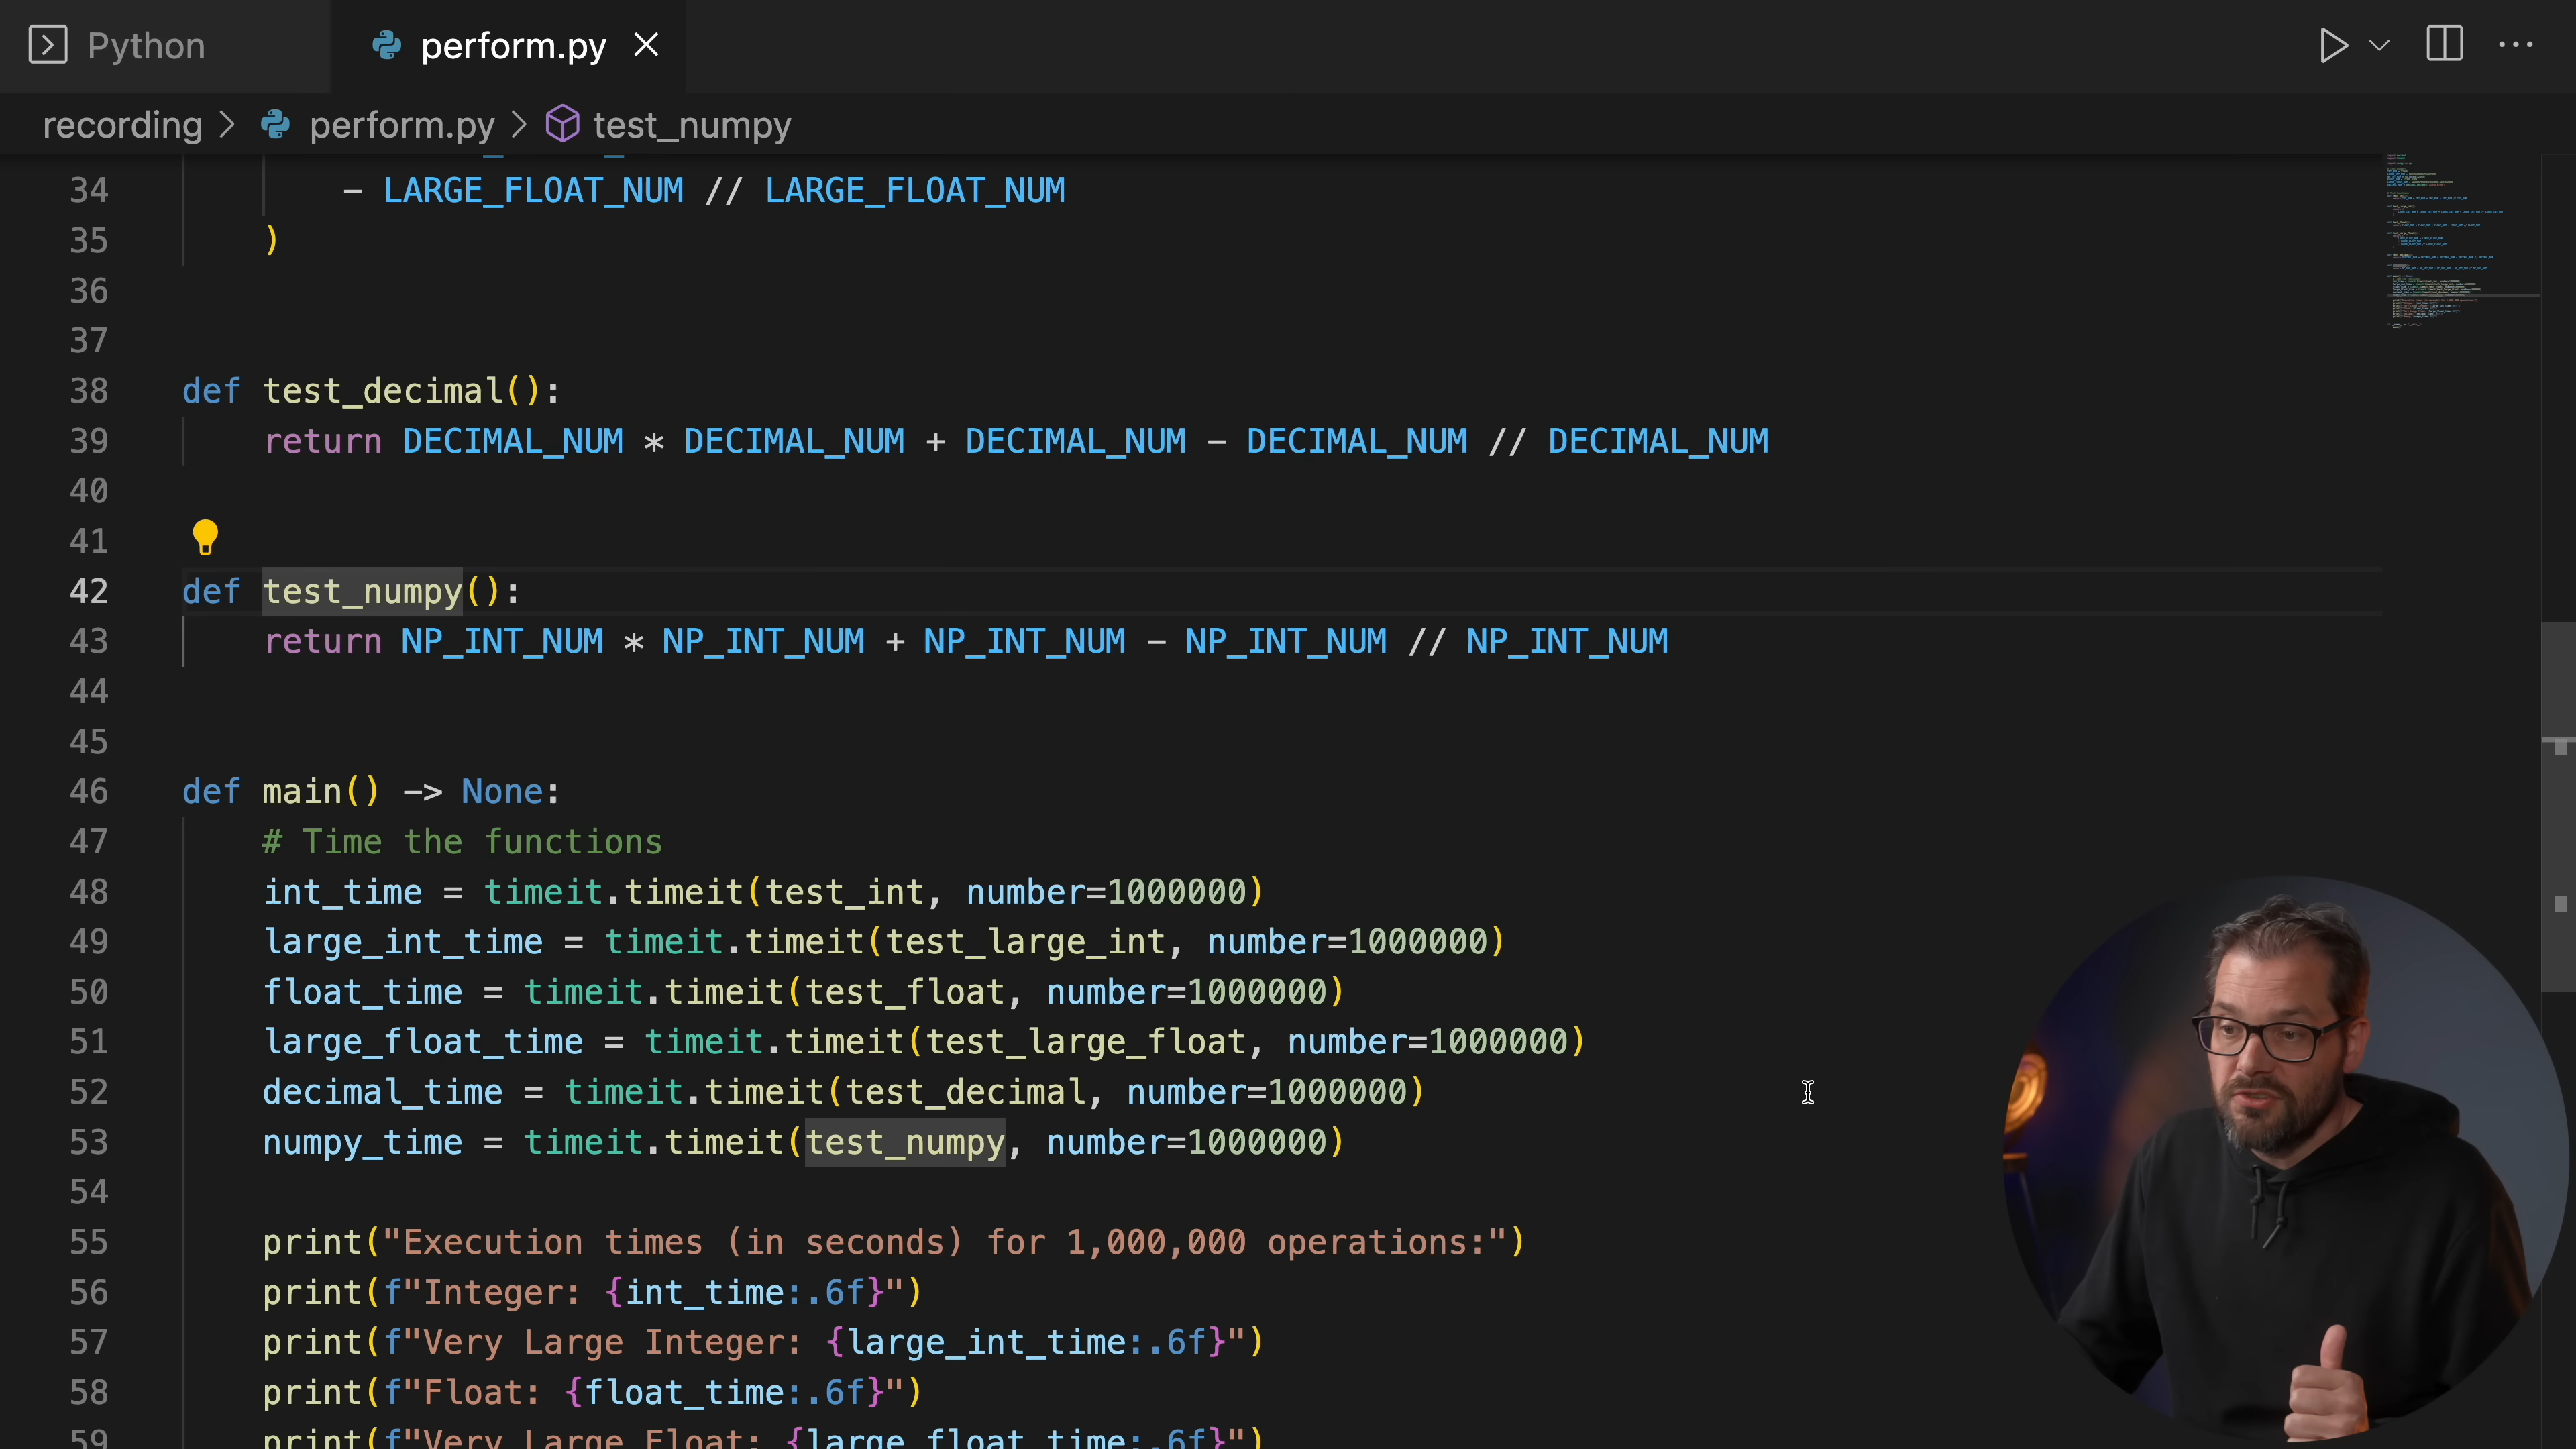 Python
perform.py
recording > perform.py > test_numpy
34 - LARGE_FLOAT_NUM // LARGE_FLOAT_NUM
35 )
36
37
38 def test_decimal():
39 return DECIMAL_NUM * DECIMAL_NUM + DECIMAL_NUM - DECIMAL_NUM // DECIMAL_NUM
40
41
42 def test_numpy():
43 return NP_INT_NUM * NP_INT_NUM + NP_INT_NUM - NP_INT_NUM // NP_INT_NUM
44
45
46 def main() -> None:
47 # Time the functions
48 int_time = timeit.timeit(test_int, number=1000000)
49 large_int_time = timeit.timeit(test_large_int, number=1000000)
50 float_time = timeit.timeit(test_float, number=1000000)
51 large_float_time = timeit.timeit(test_large_float, number=1000000)
52 decimal_time = timeit.timeit(test_decimal, number=1000000)
53 numpy_time = timeit.timeit(test_numpy, number=1000000)
54
55 print("Execution times (in seconds) for 1,000,000 operations:")
56 print(f"Integer: {int_time:.6f}")
57 print(f"Very Large Integer: {large_int_time:.6f}")
58 print(f"Float: {float_time:.6f}")
59 print(f"Very Large Float: {large_float_time:.6f}")